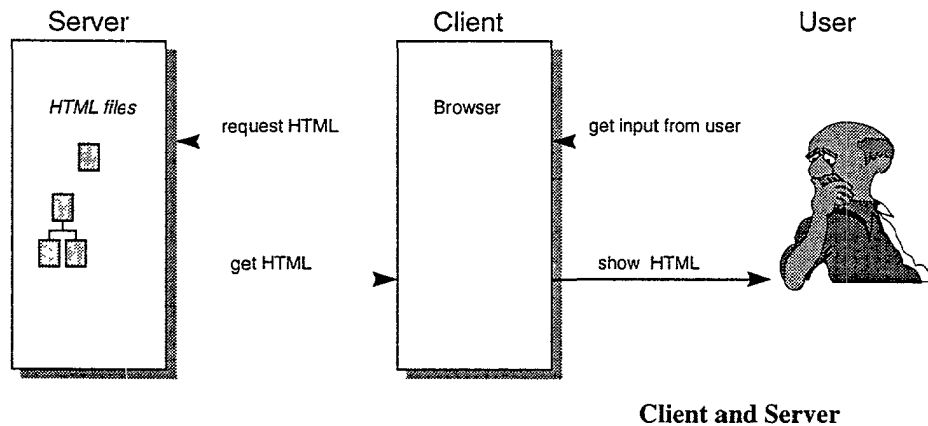 Server
Client
User
HTML files
Browser
request HTML
get input from user
get HTML
show HTML
Client and Server